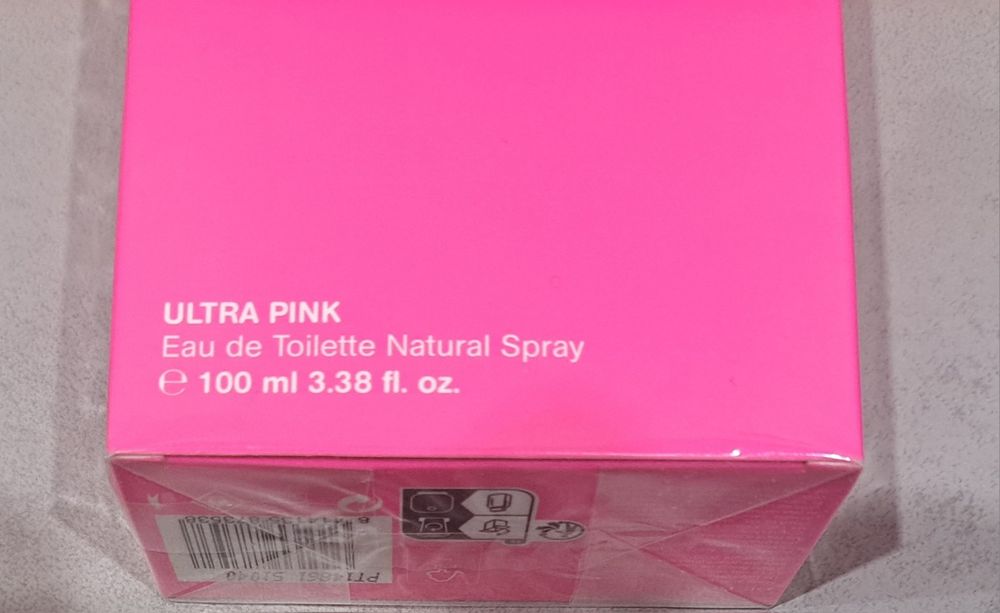 ULTRA PINK
Eau de Toilette Natural Spray
℮ 100 ml 3.38 fl. oz.